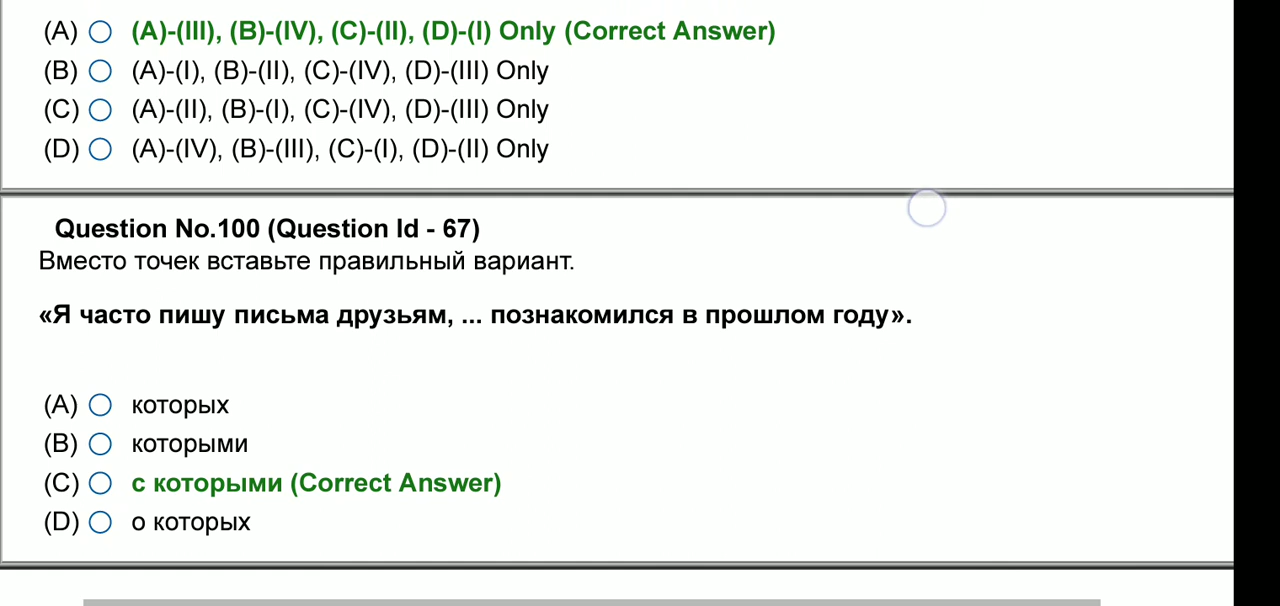 (A) (A)-(III), (B)-(IV), (C)-(II), (D)-(I) Only (Correct Answer)
(B) (A)-(I), (B)-(II), (C)-(IV), (D)-(III) Only
(C) (A)-(II), (B)-(I), (C)-(IV), (D)-(III) Only
(D) (A)-(IV), (B)-(III), (C)-(I), (D)-(II) Only
Question No.100 (Question Id - 67)
Вместо точек вставьте правильный вариант.
«Я часто пишу письма друзьям, ... познакомился в прошлом году».
(A) которых
(B) которыми
(C) с которыми (Correct Answer)
(D) о которых